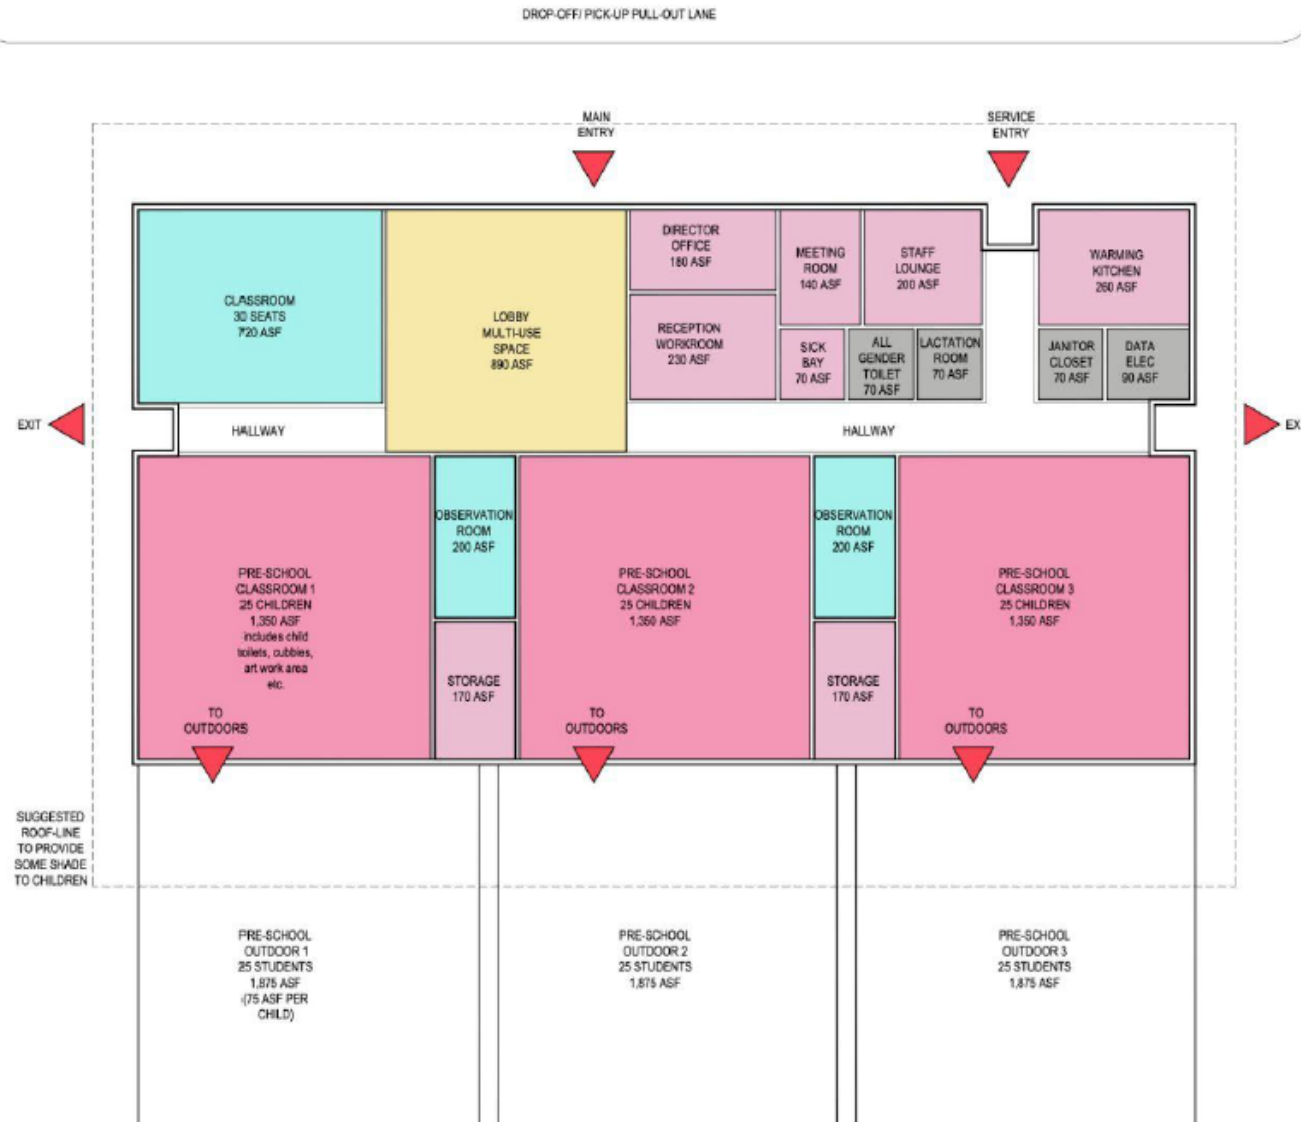 DROP-OFF/ PICK-UP PULL-OUT LANE
MAIN
ENTRY
SERVICE
ENTRY
CLASSROOM
30 SEATS
720 ASF
LOBBY
MULTI-USE
SPACE
890 ASF
DIRECTOR
OFFICE
180 ASF
RECEPTION
WORKROOM
230 ASF
MEETING
ROOM
140 ASF
STAFF
LOUNGE
200 ASF
WARMING
KITCHEN
260 ASF
SICK
BAY
70 ASF
ALL
GENDER
TOILET
70 ASF
LACTATION
ROOM
70 ASF
JANITOR
CLOSET
70 ASF
DATA
ELEC
90 ASF
EXIT
HALLWAY
HALLWAY
EX
PRE-SCHOOL
CLASSROOM 1
25 CHILDREN
1,350 ASF
includes child
toilets, cubbies,
art work area
etc.
TO
OUTDOORS
OBSERVATION
ROOM
200 ASF
STORAGE
170 ASF
PRE-SCHOOL
CLASSROOM 2
25 CHILDREN
1,350 ASF
TO
OUTDOORS
OBSERVATION
ROOM
200 ASF
STORAGE
170 ASF
PRE-SCHOOL
CLASSROOM 3
25 CHILDREN
1,350 ASF
TO
OUTDOORS
SUGGESTED
ROOF-LINE
TO PROVIDE
SOME SHADE
TO CHILDREN
PRE-SCHOOL
OUTDOOR 1
25 STUDENTS
1,875 ASF
(75 ASF PER
CHILD)
PRE-SCHOOL
OUTDOOR 2
25 STUDENTS
1,875 ASF
PRE-SCHOOL
OUTDOOR 3
25 STUDENTS
1,875 ASF